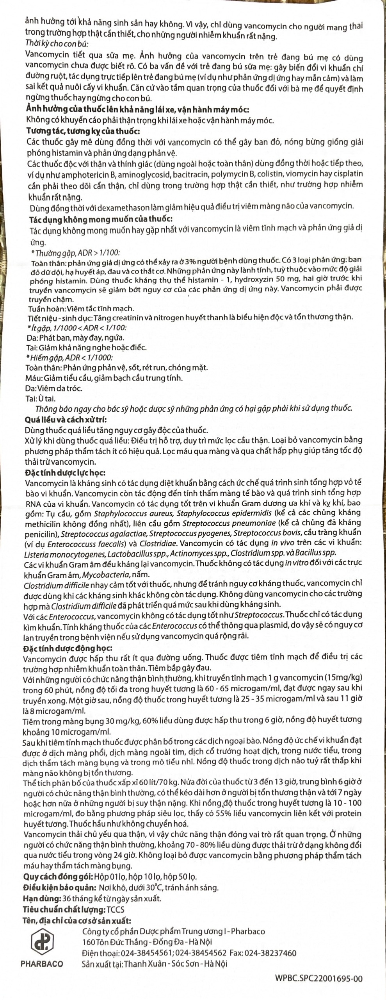 ảnh hưởng tới khả năng sinh sản hay không. Vì vậy, chỉ dùng vancomycin cho người mang thai
trong trường hợp thật cần thiết, cho những người nhiễm khuẩn rất nặng.
Thời kỳ cho con bú:
Vancomycin tiết qua sữa mẹ. Ảnh hưởng của vancomycin trên trẻ đang bú mẹ có dùng
vancomycin chưa được biết rõ. Có ba vấn đề với trẻ đang bú sữa mẹ: gây biến đổi vi khuẩn chí
đường ruột, tác dụng trực tiếp lên trẻ đang bú mẹ (ví dụ như phản ứng dị ứng hay mẫn cảm) và làm
sai kết quả nuôi cấy vi khuẩn. Căn cứ vào tầm quan trọng của thuốc đối với bà mẹ để quyết định
ngừng thuốc hay ngừng cho con bú.
Ảnh hưởng của thuốc lên khả năng lái xe, vận hành máy móc:
Không có khuyến cáo phải thận trọng khi lái xe hoặc vận hành máy móc.
Tương tác, tương kỵ của thuốc:
Các thuốc gây mê dùng đồng thời với vancomycin có thể gây ban đỏ, nóng bừng giống giải
phóng histamin và phản ứng dạng phản vệ.
Các thuốc độc với thận và thính giác (dùng ngoài hoặc toàn thân) dùng đồng thời hoặc tiếp theo,
ví dụ như amphotericin B, aminoglycosid, bacitracin, polymycin B, colistin, viomycin hay cisplatin
cần phải theo dõi cẩn thận, chỉ dùng trong trường hợp thật cần thiết, như trường hợp nhiễm
khuẩn rất nặng.
Dùng đồng thời với dexamethason làm giảm hiệu quả điều trị viêm màng não của vancomycin.
Tác dụng không mong muốn của thuốc:
Tác dụng không mong muốn hay gặp nhất với vancomycin là viêm tĩnh mạch và phản ứng giả dị
ứng.
*Thường gặp, ADR > 1/100:
Toàn thân: phản ứng giả dị ứng có thể xảy ra ở 3% người bệnh dùng thuốc. Có 3 loại phản ứng: ban
đỏ dữ dội, hạ huyết áp, đau và co thắt cơ. Những phản ứng này lành tính, tuỳ thuộc vào mức độ giải
phóng histamin. Dùng thuốc kháng thụ thể histamin - 1, hydroxyzin 50 mg, hai giờ trước khi
truyền vancomycin sẽ giảm bớt nguy cơ của các phản ứng dị ứng này. Vancomycin phải được
truyền chậm.
Tuần hoàn: Viêm tắc tĩnh mạch.
Tiết niệu - sinh dục: Tăng creatinin và nitrogen huyết thanh là biểu hiện độc và tổn thương thận.
*Ít gặp, 1/1000 < ADR < 1/100:
Da: Phát ban, mày đay, ngứa.
Tai: Giảm khả năng nghe hoặc điếc.
*Hiếm gặp, ADR < 1/1000:
Toàn thân: Phản ứng phản vệ, sốt, rét run, chóng mặt.
Máu: Giảm tiểu cầu, giảm bạch cầu trung tính.
Da: Viêm da tróc.
Tai: Ù tai.
Thông báo ngay cho bác sỹ hoặc dược sỹ những phản ứng có hại gặp phải khi sử dụng thuốc.
Quá liều và cách xử trí:
Dùng thuốc quá liều tăng nguy cơ gây độc của thuốc.
Xử lý khi dùng thuốc quá liều: Điều trị hỗ trợ, duy trì mức lọc cầu thận. Loại bỏ vancomycin bằng
phương pháp thẩm tách ít có hiệu quả. Lọc máu qua màng và qua chất hấp phụ giúp tăng tốc độ
thải trừ vancomycin.
Đặc tính dược lực học:
Vancomycin là kháng sinh có tác dụng diệt khuẩn bằng cách ức chế quá trình sinh tổng hợp vỏ tế
bào vi khuẩn. Vancomycin còn tác động đến tính thấm màng tế bào và quá trình sinh tổng hợp
RNA của vi khuẩn. Vancomycin có tác dụng tốt trên vi khuẩn Gram dương ưa khí và kỵ khí, bao
gồm: Tụ cầu, gồm Staphylococcus aureus, Staphylococcus epidermidis (kể cả các chủng kháng
methicilin không đồng nhất), liên cầu gồm Streptococcus pneumoniae (kể cả chủng đã kháng
penicilin), Streptococcus agalactiae, Streptococcus pyogenes, Streptococcus bovis, cầu tràng khuẩn
(ví dụ Enterococcuss faecalis) và Clostridiae. Vancomycin có tác dụng in vivo trên các vi khuẩn:
Listeria monocytogenes, Lactobacillus spp., Actinomyces spp., Clostridium spp. và Bacillus spp.
Các vi khuẩn Gram âm đều kháng lại vancomycin. Thuốc không có tác dụng in vitro đối với các trực
khuẩn Gram âm, Mycobacteria, nấm.
Clostridium difficile nhạy cảm tốt với thuốc, nhưng để tránh nguy cơ kháng thuốc, vancomycin chỉ
được dùng khi các kháng sinh khác không còn tác dụng. Không dùng vancomycin cho các trường
hợp mà Clostridium difficile đã phát triển quá mức sau khi dùng kháng sinh.
Với các Enterococcus, vancomycin không có tác dụng tốt như Streptococcus. Thuốc chỉ có tác dụng
kìm khuẩn. Tính kháng thuốc của các Enterococcus có thể thông qua plasmid, do vậy sẽ có nguy cơ
lan truyền trong bệnh viện nếu sử dụng vancomycin quá rộng rãi.
Đặc tính dược động học:
Vancomycin được hấp thu rất ít qua đường uống. Thuốc được tiêm tĩnh mạch để điều trị các
trường hợp nhiễm khuẩn toàn thân. Tiêm bắp gây đau.
Với những người có chức năng thận bình thường, khi truyền tĩnh mạch 1 g vancomycin (15mg/kg)
trong 60 phút, nồng độ tối đa trong huyết tương là 60 - 65 microgam/ml, đạt được ngay sau khi
truyền xong. Một giờ sau, nồng độ thuốc trong huyết tương là 25 - 35 microgam/ml và sau 11 giờ
là 8 microgam/ml.
Tiêm trong màng bụng 30 mg/kg, 60% liều dùng được hấp thu trong 6 giờ, nồng độ huyết tương
khoảng 10 microgam/ml.
Sau khi tiêm tĩnh mạch thuốc được phân bố trong các dịch ngoại bào. Nồng độ ức chế vi khuẩn đạt
được ở dịch màng phổi, dịch màng ngoài tim, dịch cổ trướng hoạt dịch, trong nước tiểu, trong
dịch thẩm tách màng bụng và trong mô tiểu nhĩ. Nồng độ thuốc trong dịch não tuỷ rất thấp khi
màng não không bị tổn thương.
Thể tích phân bố của thuốc xấp xỉ 60 lít/70 kg. Nửa đời của thuốc từ 3 đến 13 giờ, trung bình 6 giờ ở
người có chức năng thận bình thường, có thể kéo dài hơn ở người bị tổn thương thận và tới 7 ngày
hoặc hơn nữa ở những người bị suy thận nặng. Khi nồng độ thuốc trong huyết tương là 10 - 100
microgam/ml, đo bằng phương pháp siêu lọc, thấy có 55% liều vancomycin liên kết với protein
huyết tương. Thuốc hầu như không chuyển hoá.
Vancomycin thải chủ yếu qua thận, vì vậy chức năng thận đóng vai trò rất quan trọng. Ở những
người có chức năng thận bình thường, khoảng 70 - 80% liều dùng được thải trừ ở dạng không đổi
qua nước tiểu trong vòng 24 giờ. Không loại bỏ được vancomycin bằng phương pháp thẩm tách
máu hay thẩm tách màng bụng.
Quy cách đóng gói: Hộp 01 lọ, hộp 10 lọ, hộp 50 lọ.
Điều kiện bảo quản: Nơi khô, dưới 30⁰C, tránh ánh sáng.
Hạn dùng: 36 tháng kể từ ngày sản xuất.
Tiêu chuẩn chất lượng: TCCS
Tên, địa chỉ của cơ sở sản xuất:
Công ty cổ phần Dược phẩm Trung ương I - Pharbaco
160 Tôn Đức Thắng - Đống Đa - Hà Nội
Điện thoại: 024-38454561; 024-38454562 Fax: 024-38237460
PHARBACO Sản xuất tại: Thanh Xuân - Sóc Sơn - Hà Nội
WPBC.SPC22001695-00